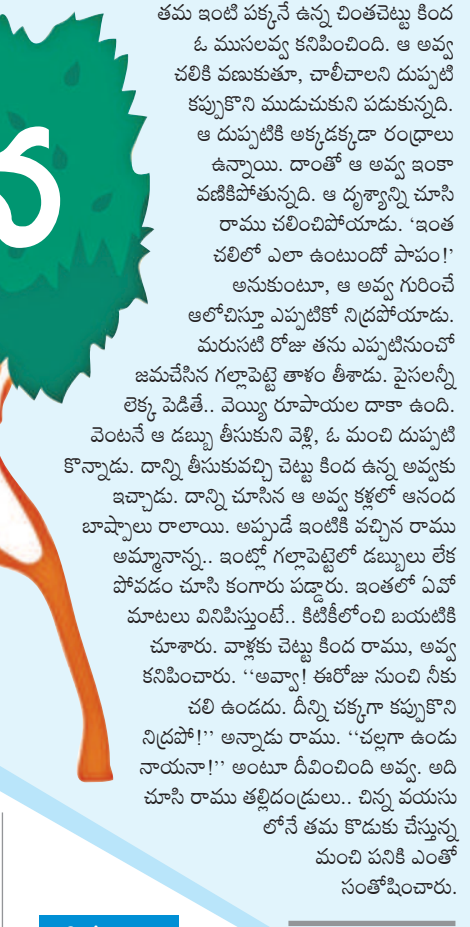 తమ ఇంటి పక్కనే ఉన్న చింతచెట్టు కింద
ఓ ముసలవ్వ కనిపించింది. ఆ అవ్వ
చలికి వణుకుతూ, చాలీచాలని దుప్పటి
కప్పుకొని ముడుచుకుని పడుకున్నది.
ఆ దుప్పటికి అక్కడక్కడా రంధ్రాలు
ఉన్నాయి. దాంతో ఆ అవ్వ ఇంకా
వణికిపోతున్నది. ఆ దృశ్యాన్ని చూసి
రాము చలించిపోయాడు. ‘ఇంత
చలిలో ఎలా ఉంటుందో పాపం!’
అనుకుంటూ, ఆ అవ్వ గురించే
ఆలోచిస్తూ ఎప్పటికో నిద్రపోయాడు.
మరుసటి రోజు తను ఎప్పటినుంచో
జమచేసిన గల్లాపెట్టె తాళం తీశాడు. పైసలన్నీ
లెక్క పెడితే.. వెయ్యి రూపాయల దాకా ఉంది.
వెంటనే ఆ డబ్బు తీసుకుని వెళ్లి, ఓ మంచి దుప్పటి
కొన్నాడు. దాన్ని తీసుకువచ్చి చెట్టు కింద ఉన్న అవ్వకు
ఇచ్చాడు. దాన్ని చూసిన ఆ అవ్వ కళ్లలో ఆనంద
బాష్పాలు రాలాయి. అప్పుడే ఇంటికి వచ్చిన రాము
అమ్మానాన్న.. ఇంట్లో గల్లాపెట్టెలో డబ్బులు లేక
పోవడం చూసి కంగారు పడ్డారు. ఇంతలో ఏవో
మాటలు వినిపిస్తుంటే.. కిటికీలోంచి బయటికి
చూశారు. వాళ్లకు చెట్టు కింద రాము, అవ్వ
కనిపించారు. ‘‘అవ్వా! ఈరోజు నుంచి నీకు
చలి ఉండదు. దీన్ని చక్కగా కప్పుకొని
నిద్రపో!’’ అన్నాడు రాము. ‘‘చల్లగా ఉండు
నాయనా!’’ అంటూ దీవించింది అవ్వ. అది
చూసి రాము తల్లిదండ్రులు.. చిన్న వయసు
లోనే తమ కొడుకు చేస్తున్న
మంచి పనికి ఎంతో
సంతోషించారు.